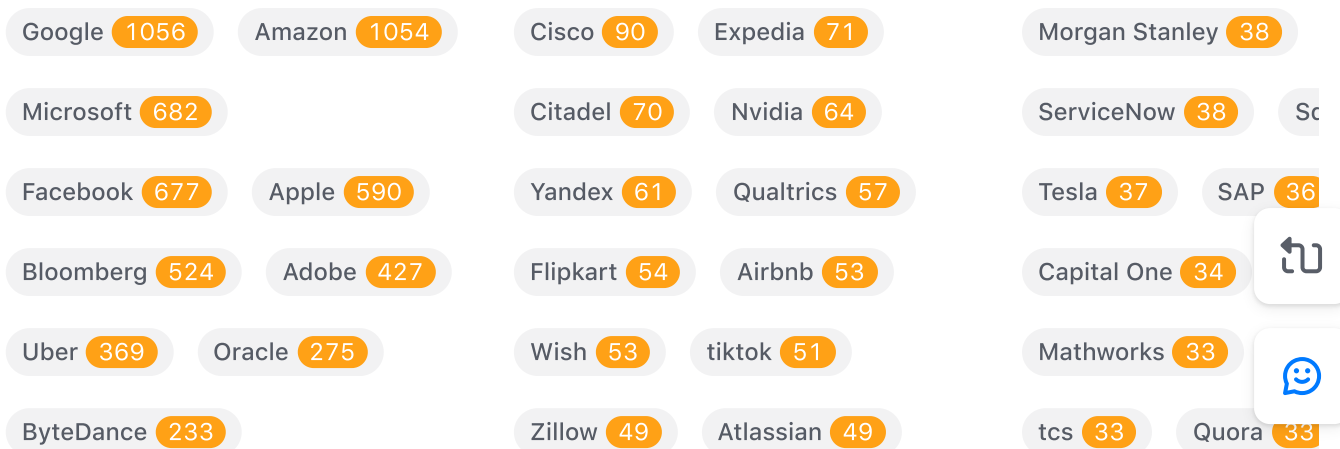 Google 1056 Amazon 1054
Microsoft 682
Facebook 677 Apple 590
Bloomberg 524 Adobe 427
Uber 369 Oracle 275
ByteDance 233
Cisco 90 Expedia 71
Citadel 70 Nvidia 64
Yandex 61 Qualtrics 57
Flipkart 54 Airbnb 53
Wish 53 tiktok 51
Zillow 49 Atlassian 49
Morgan Stanley 38
ServiceNow 38
Tesla 37 SAP 36
Capital One 34
Mathworks 33
tcs 33 Quora 33